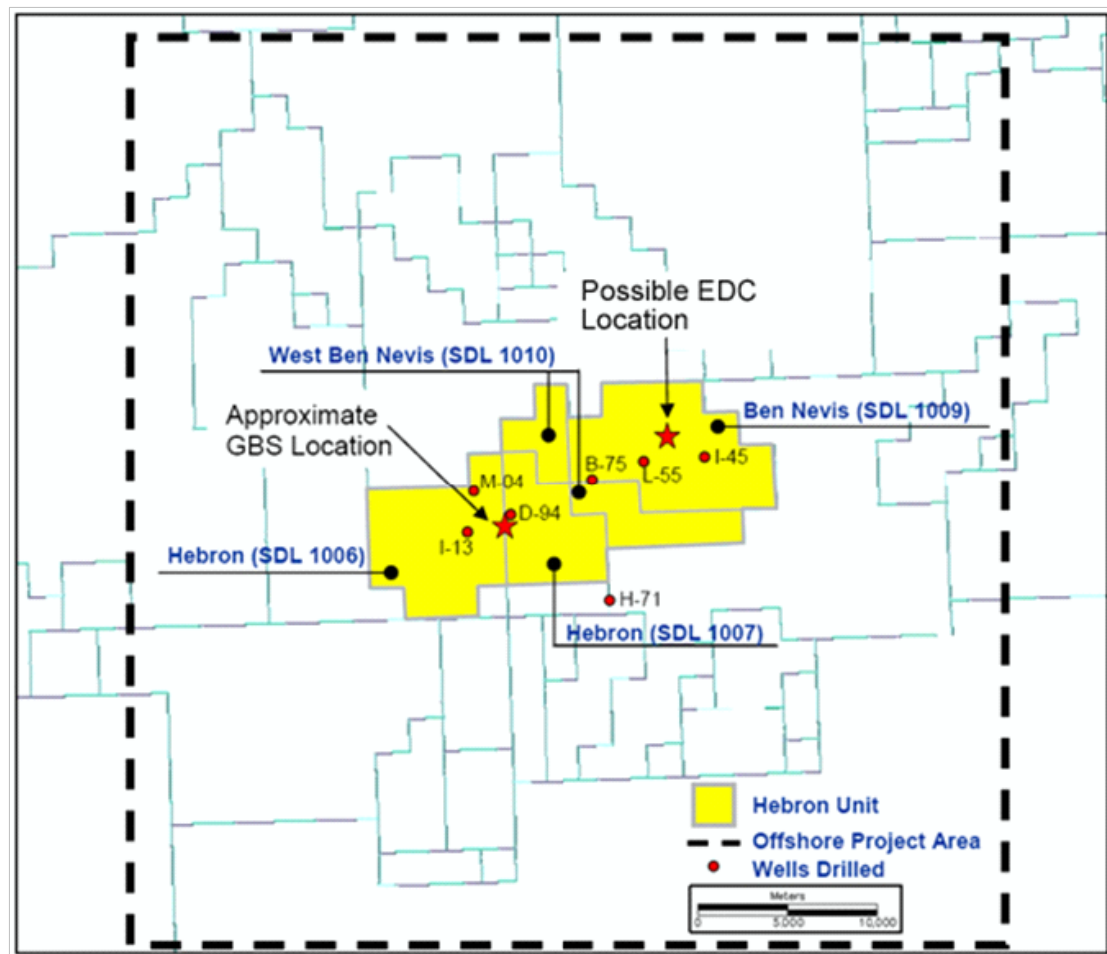 Possible EDC
Location
West Ben Nevis (SDL 1010)
Approximate
GBS Location
Ben Nevis (SDL 1009)
B-75
I-45
L-55
M-04
D-94
I-13
Hebron (SDL 1006)
H-71
Hebron (SDL 1007)
Hebron Unit
Offshore Project Area
Wells Drilled
Meters
0 5,000 10,000